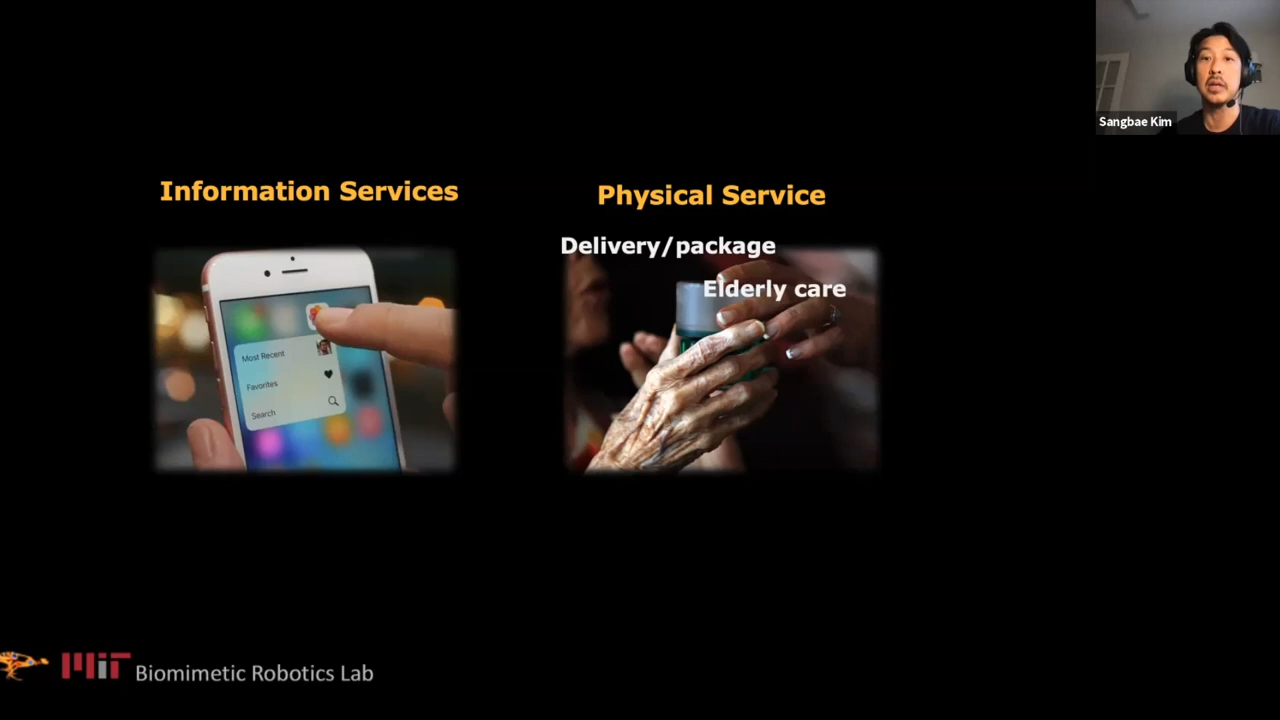 Sangbae Kim
Information Services
Physical Service
Delivery/package
Elderly care
Most Recent
Favorites
Search
MIT Biomimetic Robotics Lab